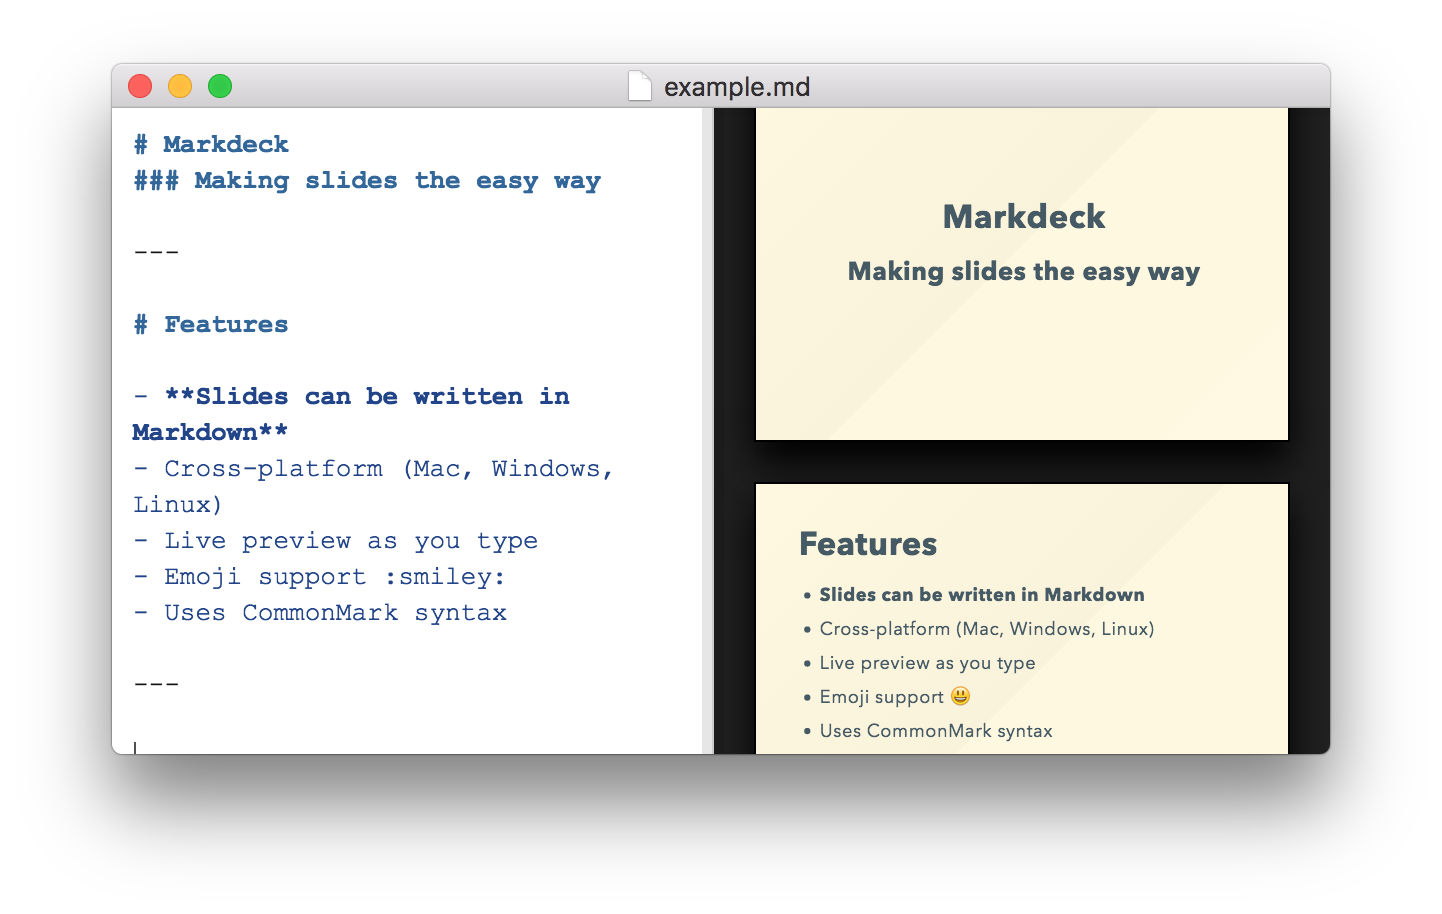 example.md
# Markdeck
### Making slides the easy way
---
# Features
- **Slides can be written in
Markdown**
- Cross-platform (Mac, Windows,
Linux)
- Live preview as you type
- Emoji support :smiley:
- Uses CommonMark syntax
---
Markdeck
Making slides the easy way
Features
• Slides can be written in Markdown
• Cross-platform (Mac, Windows, Linux)
• Live preview as you type
• Emoji support 😃
• Uses CommonMark syntax